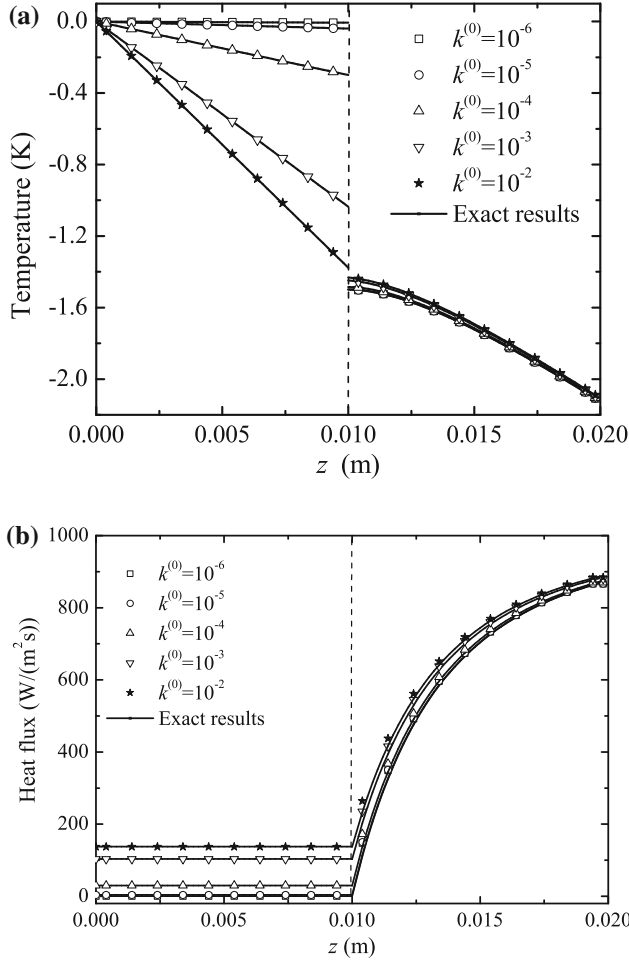 (a)
0.0
-0.4
-0.8
-1.2
-1.6
-2.0
Temperature (K)
k⁽⁰⁾=10⁻⁶
k⁽⁰⁾=10⁻⁵
k⁽⁰⁾=10⁻⁴
k⁽⁰⁾=10⁻³
k⁽⁰⁾=10⁻²
Exact results
0.000 0.005 0.010 0.015 0.020
z (m)
(b)
1000
800
600
400
200
0
Heat flux (W/(m²s)
k⁽⁰⁾=10⁻⁶
k⁽⁰⁾=10⁻⁵
k⁽⁰⁾=10⁻⁴
k⁽⁰⁾=10⁻³
k⁽⁰⁾=10⁻²
Exact results
0.000 0.005 0.010 0.015 0.020
z (m)